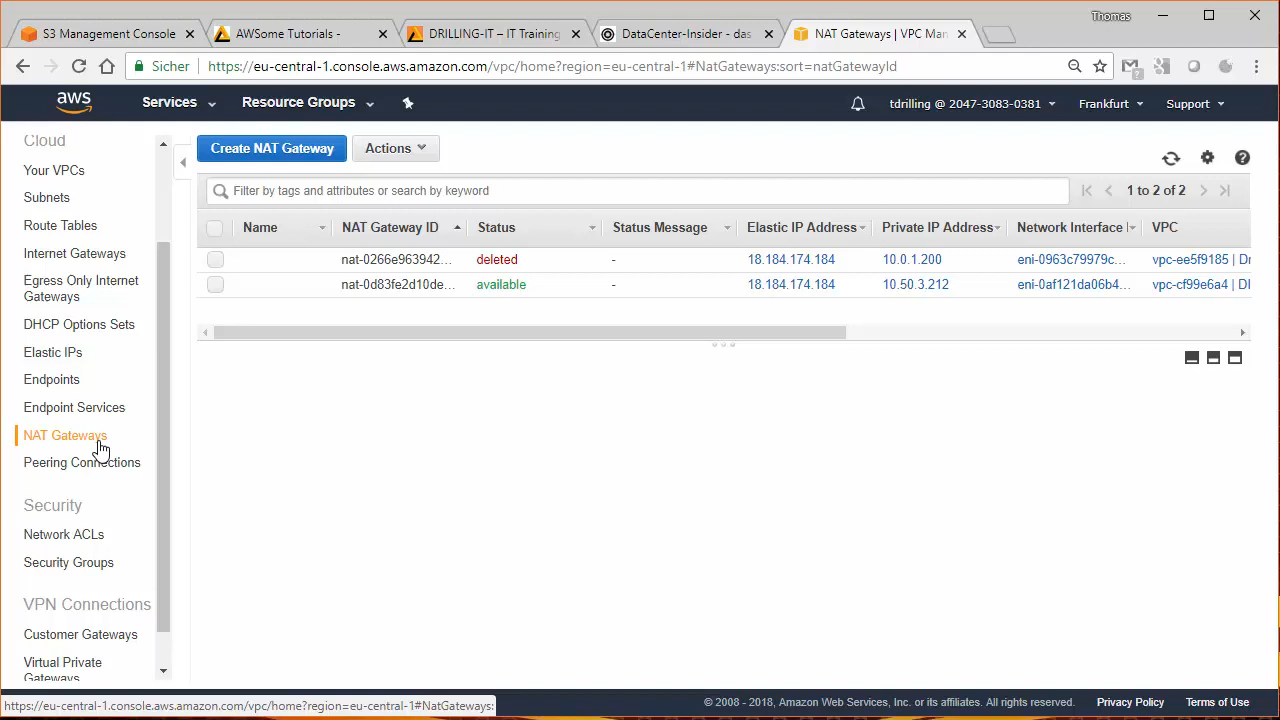 Thomas
S3 Management Console
AWSome Tutorials -
DRILLING-IT – IT Training
DataCenter-Insider - das
NAT Gateways | VPC Man
Sicher
https://eu-central-1.console.aws.amazon.com/vpc/home?region=eu-central-1#NatGateways:sort=natGatewayId
aws
Services
Resource Groups
tdrilling @ 2047-3083-0381
Frankfurt
Support
Cloud
Your VPCs
Subnets
Route Tables
Internet Gateways
Egress Only Internet
Gateways
DHCP Options Sets
Elastic IPs
Endpoints
Endpoint Services
NAT Gateways
Peering Connections
Security
Network ACLs
Security Groups
VPN Connections
Customer Gateways
Virtual Private
Gateways
Create NAT Gateway
Actions
Filter by tags and attributes or search by keyword
1 to 2 of 2
Name NAT Gateway ID Status Status Message Elastic IP Address Private IP Address Network Interface I VPC
nat-0266e963942... deleted - 18.184.174.184 10.0.1.200 eni-0963c79979c... vpc-ee5f9185 | Dr
nat-0d83fe2d10de... available - 18.184.174.184 10.50.3.212 eni-0af121da06b4... vpc-cf99e6a4 | DI
https://eu-central-1.console.aws.amazon.com/vpc/home?region=eu-central-1#NatGateways:
© 2008 - 2018, Amazon Web Services, Inc. or its affiliates. All rights reserved.
Privacy Policy
Terms of Use